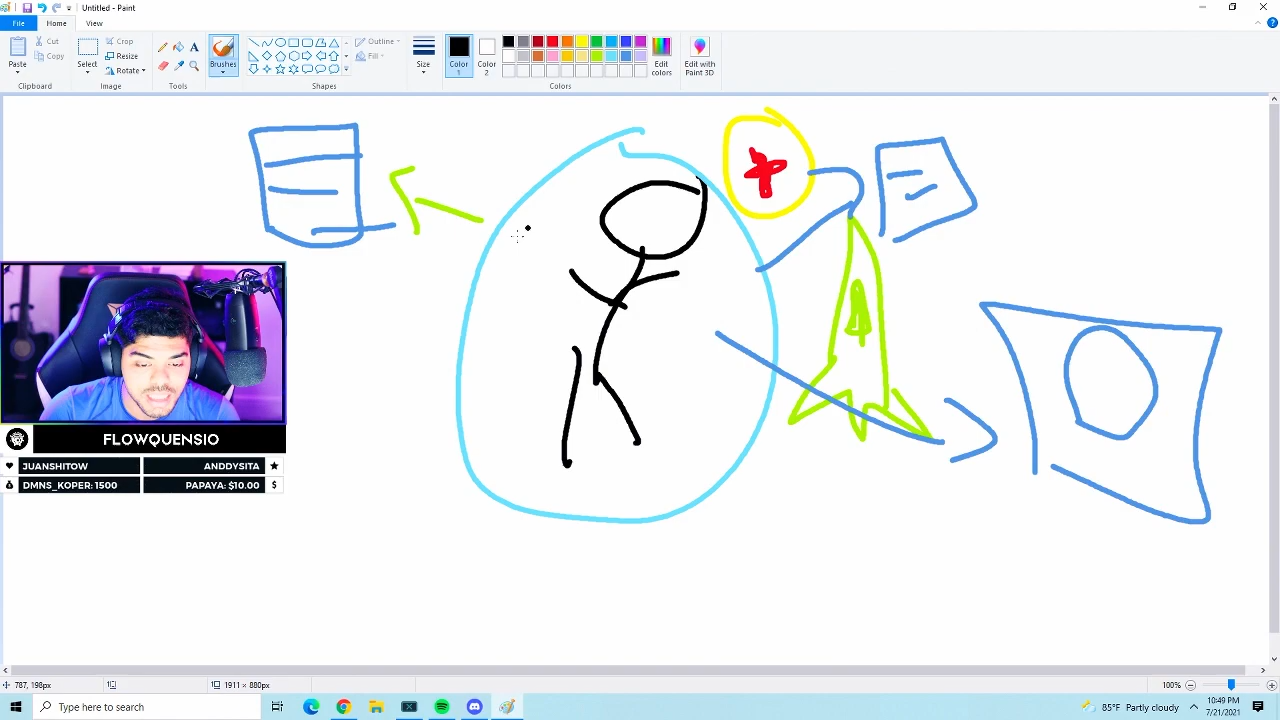 Untitled - Paint
File
Home
View
Paste
Cut
Copy
Clipboard
Select
Crop
Resize
Rotate
Image
A
Tools
Brushes
Outline
Fill
Shapes
Size
Color 1
Color 2
Edit colors
Edit with Paint 3D
Colors
FLOWQUENSIO
JUANSHITOW
ANDDYSITA
DMNS_KOPER: 1500
PAPAYA: $10.00
$
787, 198px
1911 × 880px
100%
Type here to search
85°F Partly cloudy
10:49 PM
7/21/2021